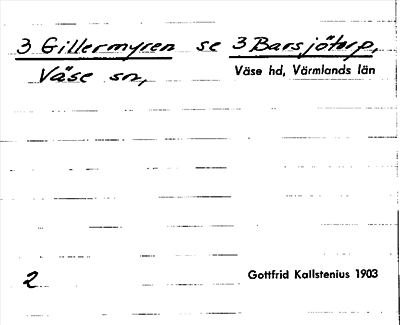 3 Gillermyren se 3 Barsjötorp,
Väse sn, Väse hd, Värmlands län
2 Gottfrid Kallstenius 1903